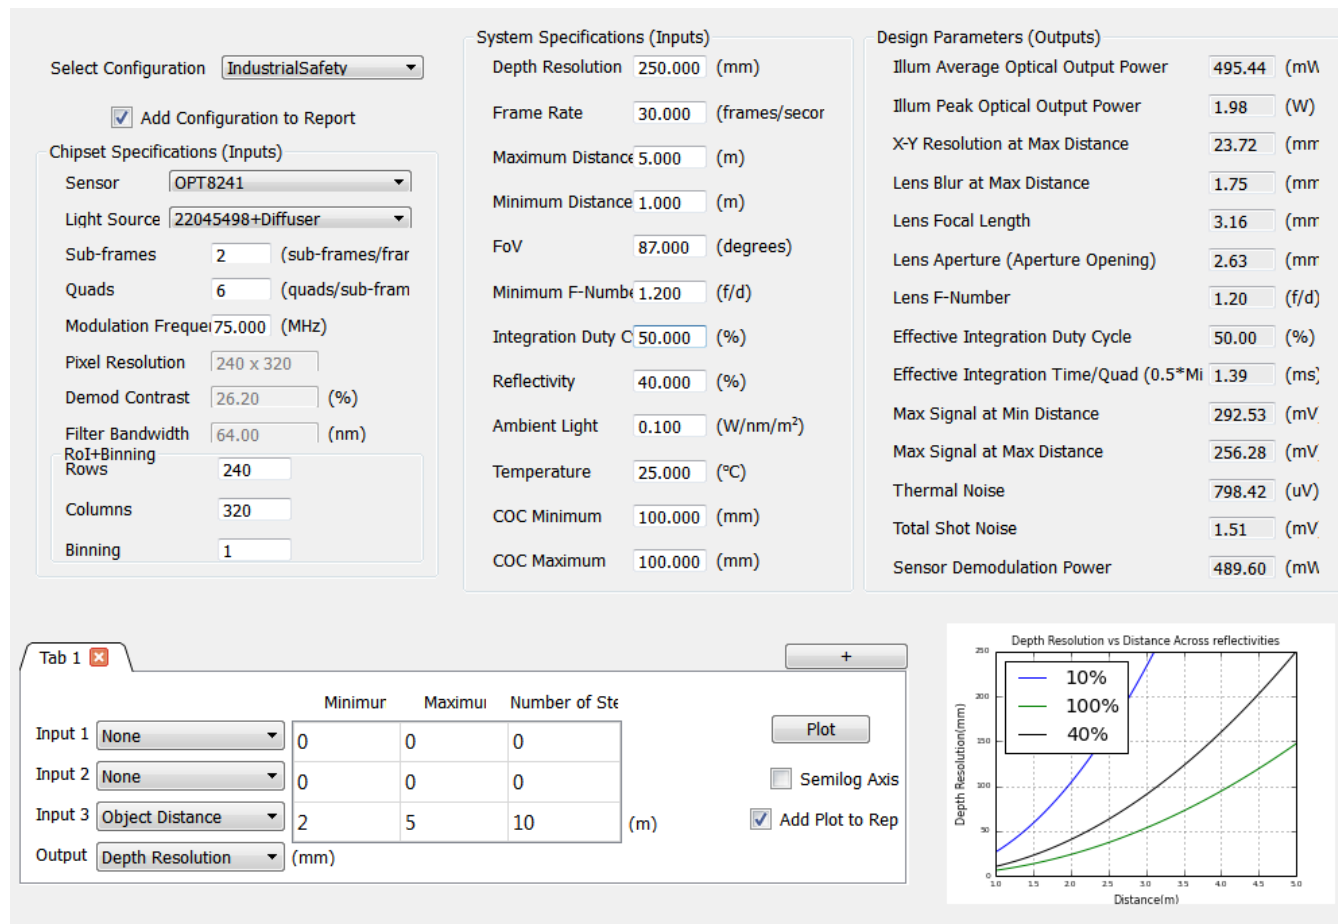 Select Configuration IndustrialSafety
Add Configuration to Report
Chipset Specifications (Inputs)
Sensor OPT8241
Light Source 22045498+Diffuser
Sub-frames 2 (sub-frames/frar
Quads 6 (quads/sub-fram
Modulation Frequer 75.000 (MHz)
Pixel Resolution 240 x 320
Demod Contrast 26.20 (%)
Filter Bandwidth 64.00 (nm)
RoI+Binning
Rows 240
Columns 320
Binning 1
System Specifications (Inputs)
Depth Resolution 250.000 (mm)
Frame Rate 30.000 (frames/secor
Maximum Distance 5.000 (m)
Minimum Distance 1.000 (m)
FoV 87.000 (degrees)
Minimum F-Numbe 1.200 (f/d)
Integration Duty C 50.000 (%)
Reflectivity 40.000 (%)
Ambient Light 0.100 (W/nm/m²)
Temperature 25.000 (°C)
COC Minimum 100.000 (mm)
COC Maximum 100.000 (mm)
Design Parameters (Outputs)
Illum Average Optical Output Power 495.44 (mW
Illum Peak Optical Output Power 1.98 (W)
X-Y Resolution at Max Distance 23.72 (mm
Lens Blur at Max Distance 1.75 (mm
Lens Focal Length 3.16 (mm
Lens Aperture (Aperture Opening) 2.63 (mm
Lens F-Number 1.20 (f/d)
Effective Integration Duty Cycle 50.00 (%)
Effective Integration Time/Quad (0.5*Mi 1.39 (ms)
Max Signal at Min Distance 292.53 (mV
Max Signal at Max Distance 256.28 (mV)
Thermal Noise 798.42 (uV)
Total Shot Noise 1.51 (mV
Sensor Demodulation Power 489.60 (mW
Tab 1
+
Minimur Maximui Number of Ste
Input 1 None 0 0 0
Input 2 None 0 0 0
Input 3 Object Distance 2 5 10 (m)
Output Depth Resolution (mm)
Plot
Semilog Axis
Add Plot to Rep
Depth Resolution vs Distance Across reflectivities
Depth Resolution(mm)
250
200
150
100
50
0
10%
100%
40%
1.0 1.5 2.0 2.5 3.0 3.5 4.0 4.5 5.0
Distance(m)